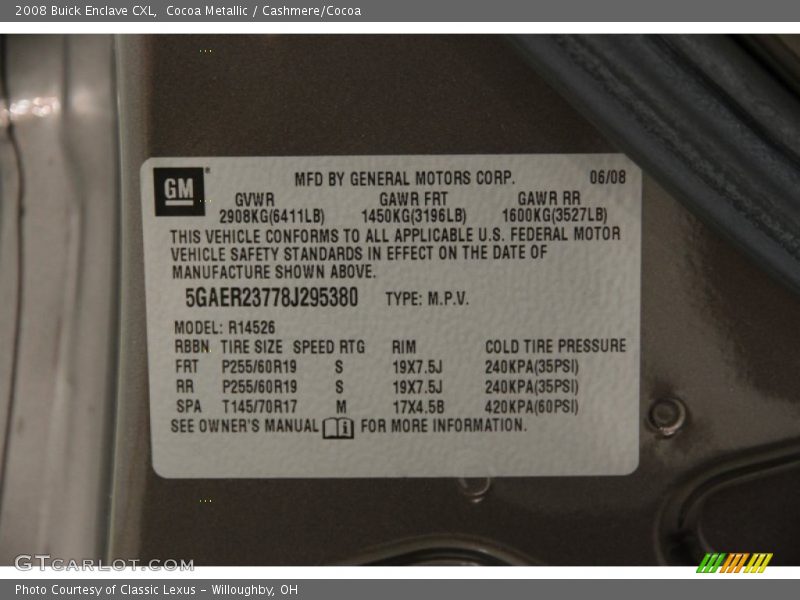 2008 Buick Enclave CXL,  Cocoa Metallic / Cashmere/Cocoa
GM
MFD BY GENERAL MOTORS CORP. 06/08
GVWR GAWR FRT GAWR RR
2908KG(6411LB) 1450KG(3196LB) 1600KG(3527LB)
THIS VEHICLE CONFORMS TO ALL APPLICABLE U.S. FEDERAL MOTOR
VEHICLE SAFETY STANDARDS IN EFFECT ON THE DATE OF
MANUFACTURE SHOWN ABOVE.
5GAER23778J295380 TYPE: M.P.V.
MODEL: R14526
RBBN TIRE SIZE SPEED RTG RIM COLD TIRE PRESSURE
FRT P255/60R19 S 19X7.5J 240KPA(35PSI)
RR P255/60R19 S 19X7.5J 240KPA(35PSI)
SPA T145/70R17 M 17X4.5B 420KPA(60PSI)
SEE OWNER'S MANUAL FOR MORE INFORMATION.
GTCARLOT.COM
Photo Courtesy of Classic Lexus - Willoughby, OH